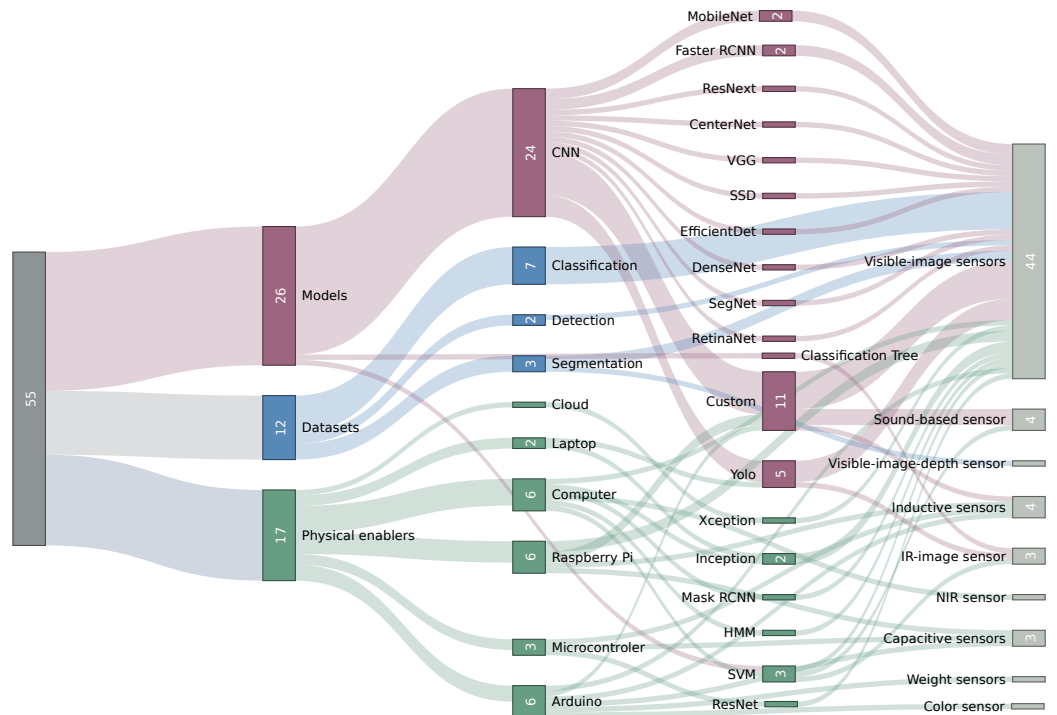 55
26
Models
12
Datasets
17
Physical enablers
24
CNN
7
Classification
2
Detection
3
Segmentation
Cloud
2
Laptop
6
Computer
6
Raspberry Pi
3
Microcontroler
6
Arduino
MobileNet
2
Faster RCNN
2
ResNext
CenterNet
VGG
SSD
EfficientDet
DenseNet
SegNet
RetinaNet
Classification Tree
Custom
11
Yolo
5
Xception
Inception
2
Mask RCNN
HMM
SVM
3
ResNet
Visible-image sensors
44
Sound-based sensor
4
Visible-image-depth sensor
Inductive sensors
4
IR-image sensor
3
NIR sensor
Capacitive sensors
3
Weight sensors
Color sensor